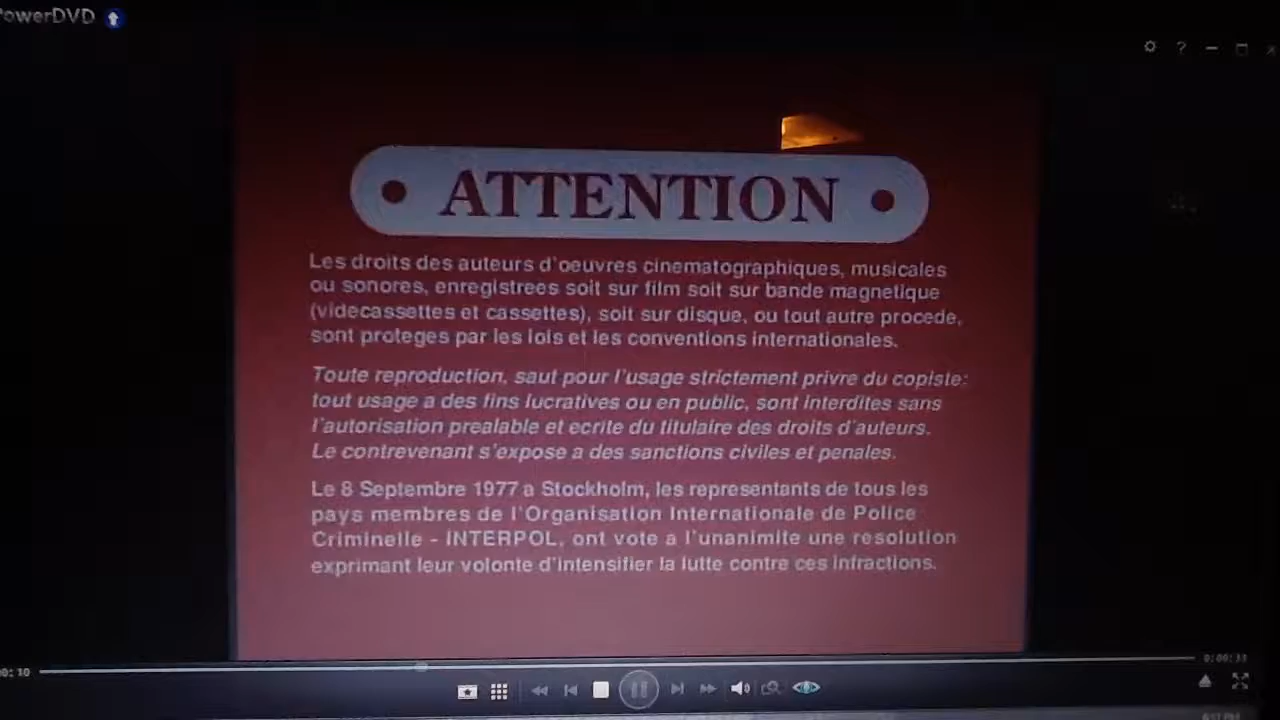 PowerDVD
ATTENTION
Les droits des auteurs d'oeuvres cinematographiques, musicales
ou sonores, enregistrees soit sur film soit sur bande magnetique
(videcassettes et cassettes), soit sur disque, ou tout autre procede,
sont proteges par les lois et les conventions internationales.
Toute reproduction, saut pour l'usage strictement privre du copiste:
tout usage a des fins lucratives ou en public, sont interdites sans
l'autorisation prealable et ecrite du titulaire des droits d'auteurs.
Le contrevenant s'expose a des sanctions civiles et penales.
Le 8 Septembre 1977 a Stockholm, les representants de tous les
pays membres de l'Organisation Internationale de Police
Criminelle - INTERPOL, ont vote a l'unanimite une resolution
exprimant leur volonte d'intensifier la lutte contre ces infractions.